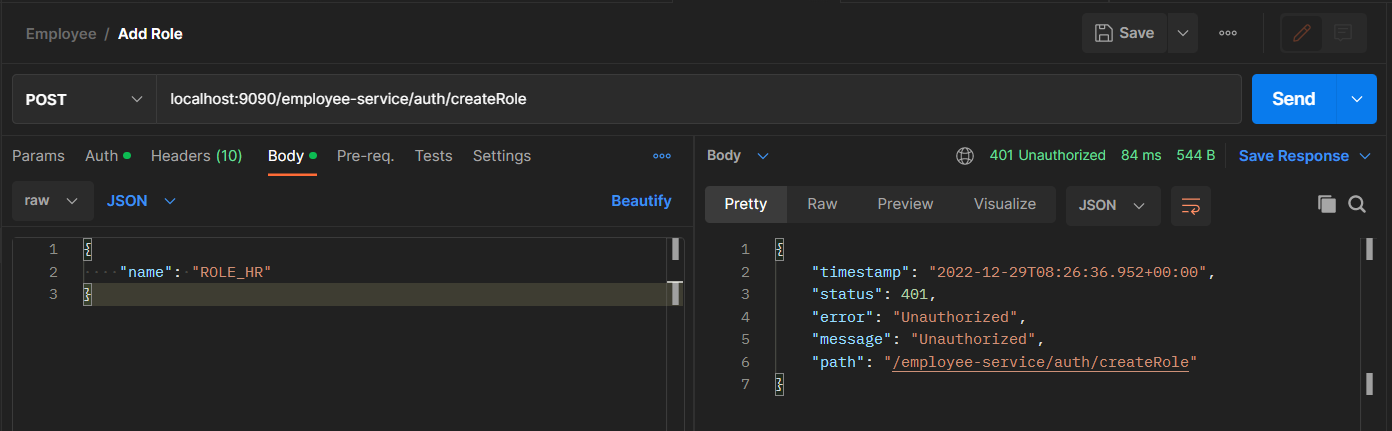 Employee / Add Role
Save
POST
localhost:9090/employee-service/auth/createRole
Send
Params Auth Headers (10) Body Pre-req. Tests Settings
raw JSON Beautify
1 {
2 "name": "ROLE_HR"
3 }
Body 401 Unauthorized 84 ms 544 B Save Response
Pretty Raw Preview Visualize JSON
1 {
2 "timestamp": "2022-12-29T08:26:36.952+00:00",
3 "status": 401,
4 "error": "Unauthorized",
5 "message": "Unauthorized",
6 "path": "/employee-service/auth/createRole"
7 }